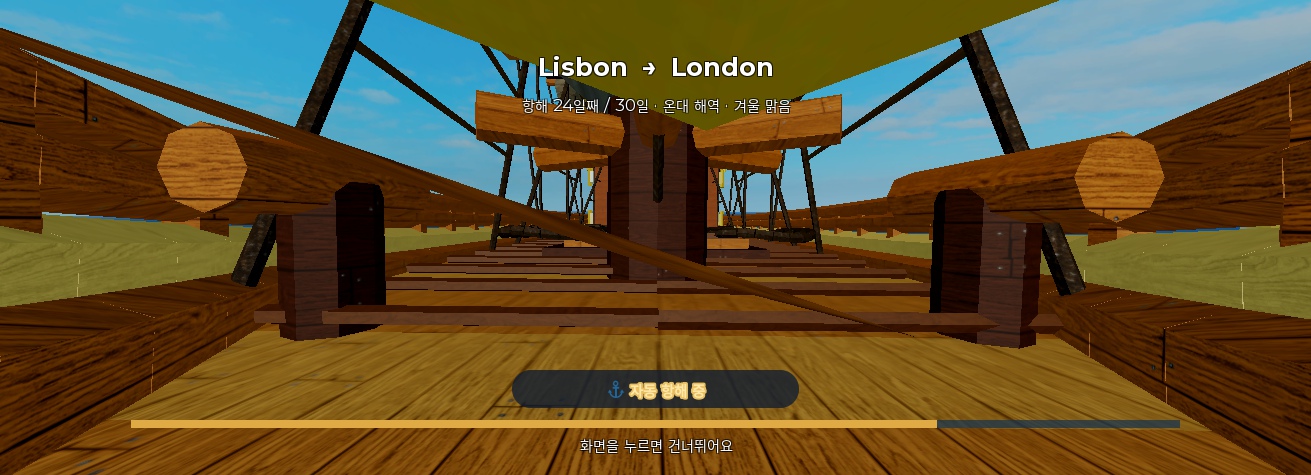 Lisbon → London
항해 24일째 / 30일 · 온대 해역 · 겨울 맑음
⚓ 자동 항해 중
화면을 누르면 건너뛰어요